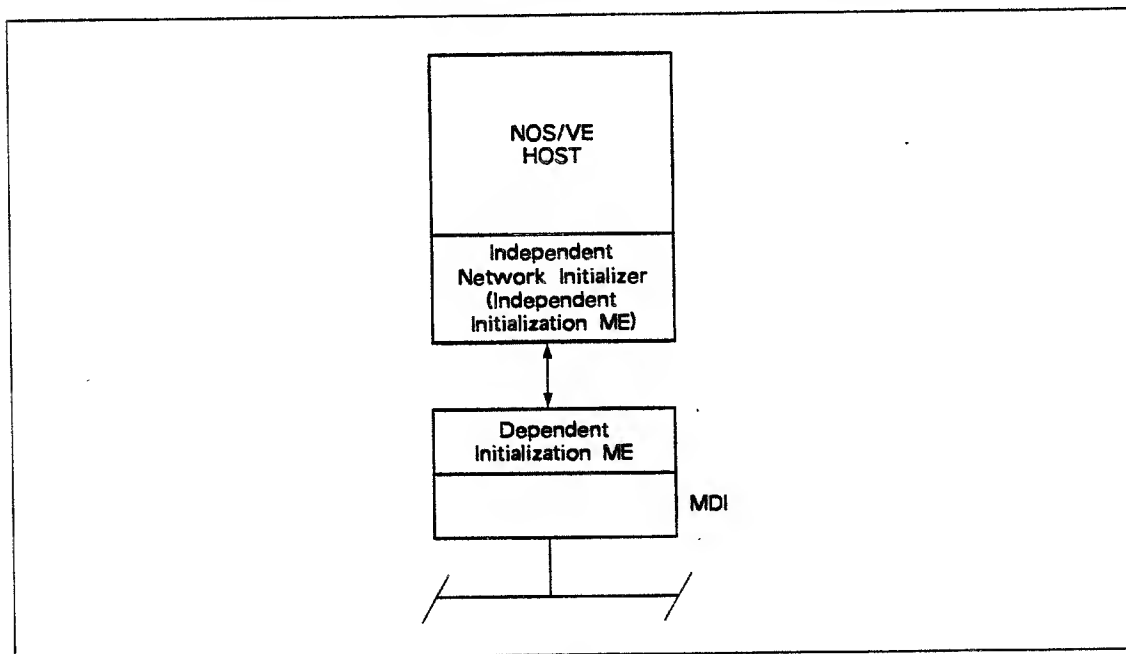 NOS/VE
HOST
Independent
Network Initializer
(Independent
Initialization ME)
Dependent
Initialization ME
MDI